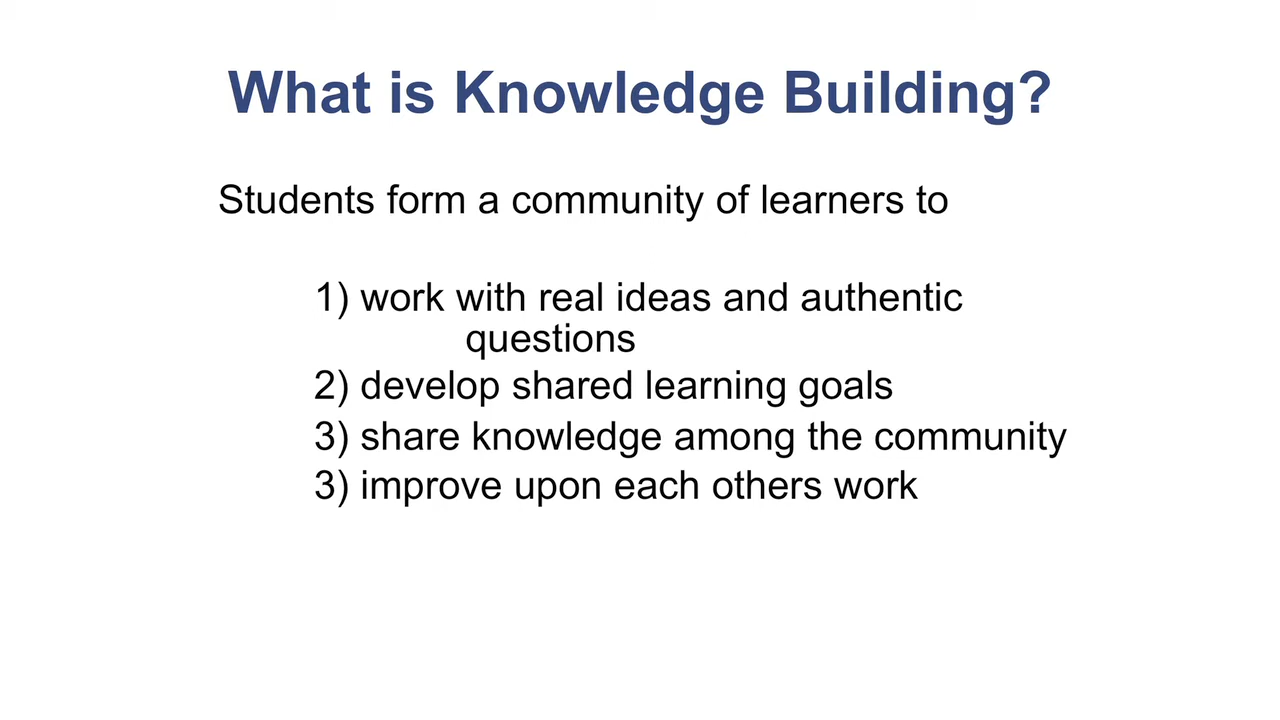 What is Knowledge Building?
Students form a community of learners to
1) work with real ideas and authentic
questions
2) develop shared learning goals
3) share knowledge among the community
3) improve upon each others work